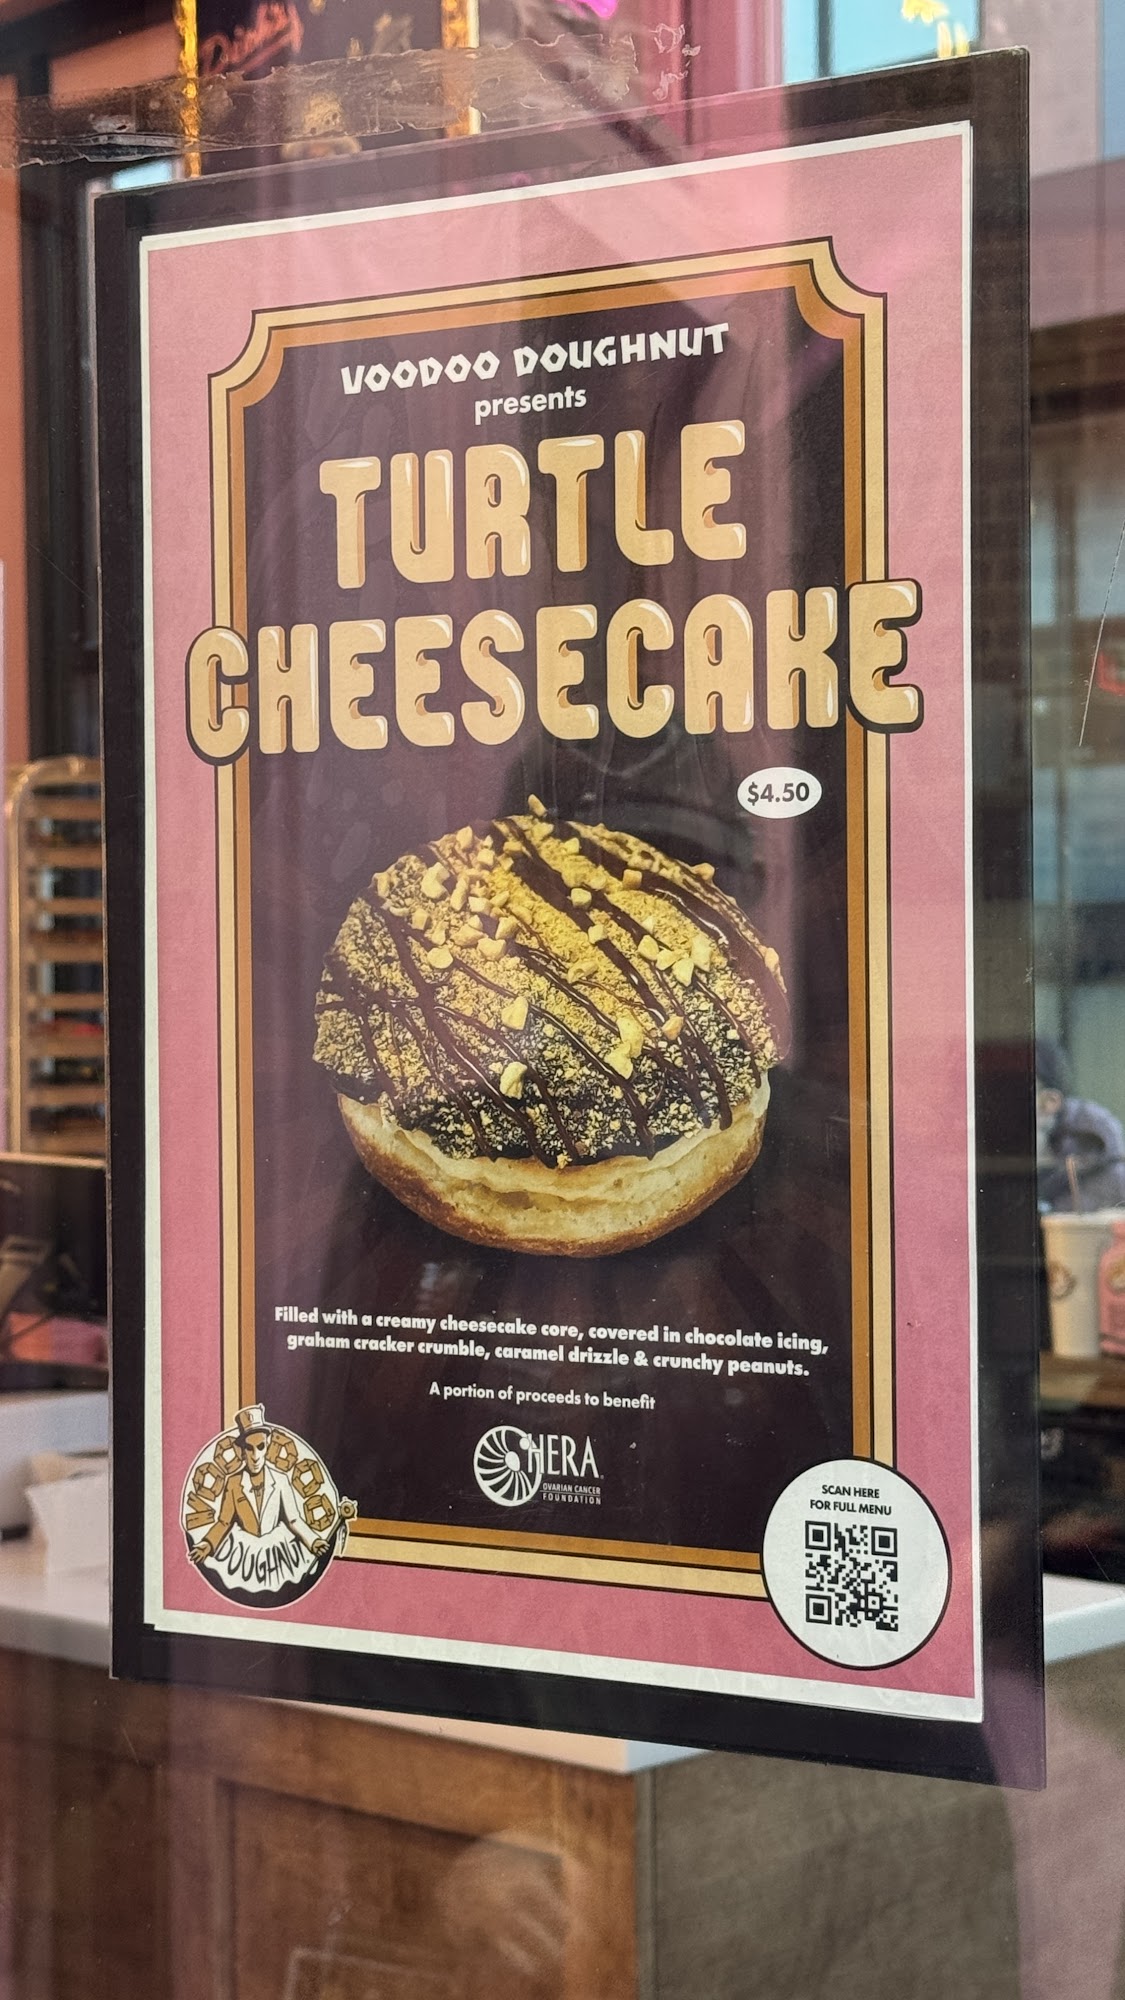 Drinks
VOODOO DOUGHNUT
presents
TURTLE
CHEESECAKE
$4.50
Filled with a creamy cheesecake core, covered in chocolate icing,
graham cracker crumble, caramel drizzle & crunchy peanuts.
A portion of proceeds to benefit
HERA
OVARIAN CANCER
FOUNDATION
VOODOO
DOUGHNUT
SCAN HERE
FOR FULL MENU